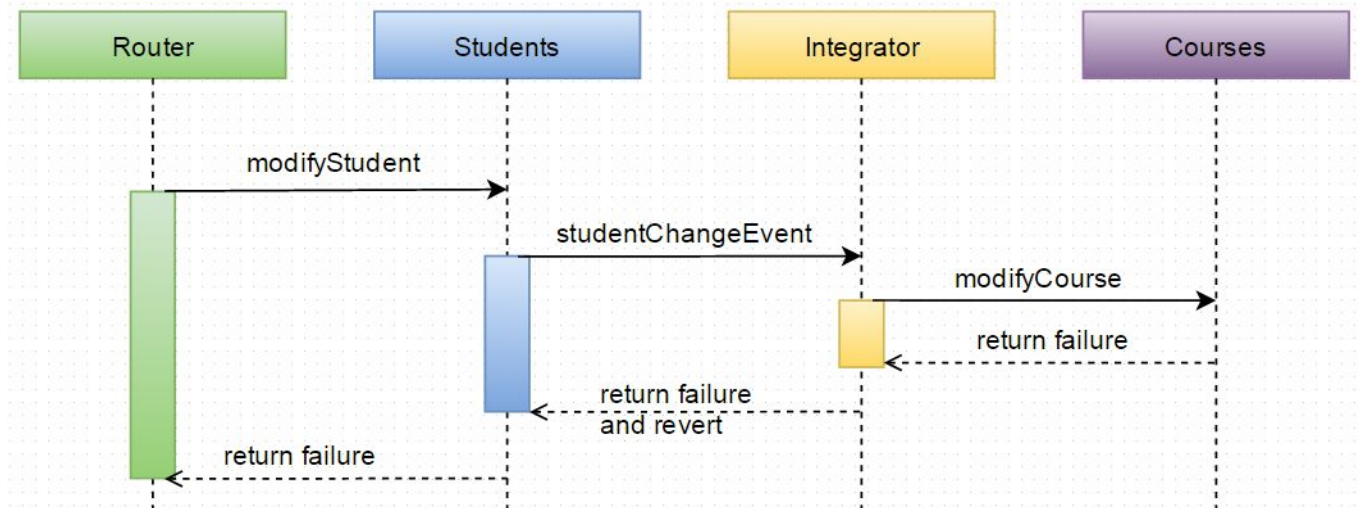 Router
Students
Integrator
Courses
modifyStudent
studentChangeEvent
modifyCourse
return failure
return failure
and revert
return failure